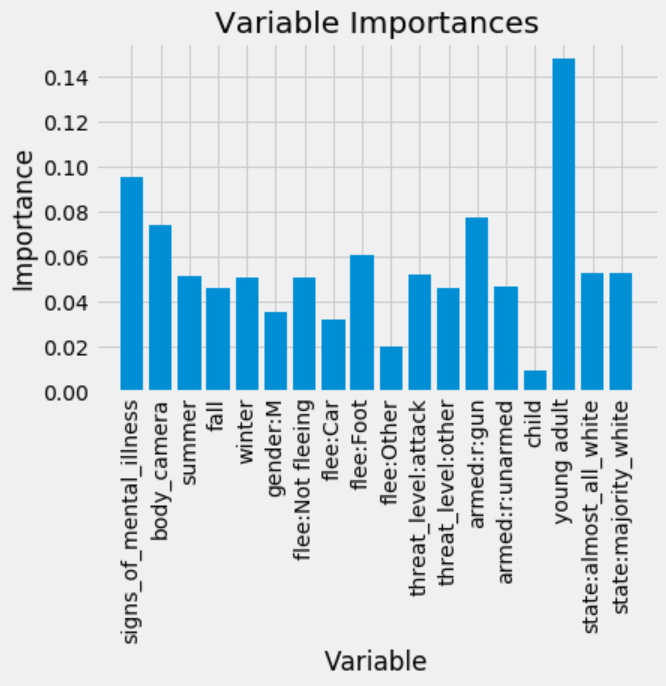 Variable Importances
Importance
0.14
0.12
0.10
0.08
0.06
0.04
0.02
0.00
signs_of_mental_illness
body_camera
summer
fall
winter
gender:M
flee:Not fleeing
flee:Car
flee:Foot
flee:Other
threat_level:attack
threat_level:other
armed:r:gun
armed:r:unarmed
child
young adult
state:almost_all_white
state:majority_white
Variable